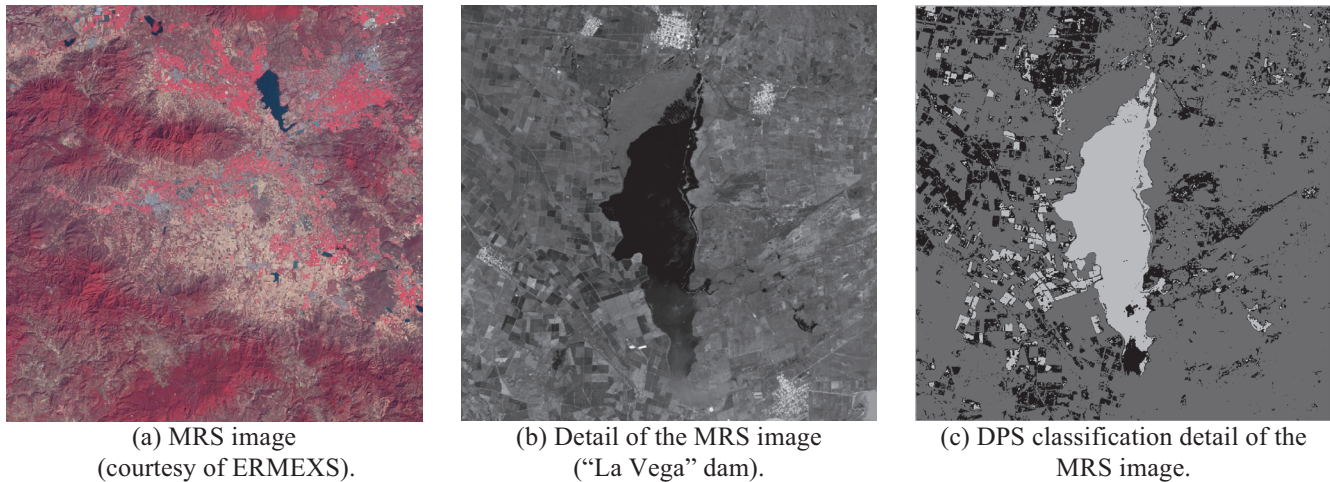 (a) MRS image
(courtesy of ERMEXS).
(b) Detail of the MRS image
(“La Vega” dam).
(c) DPS classification detail of the
MRS image.